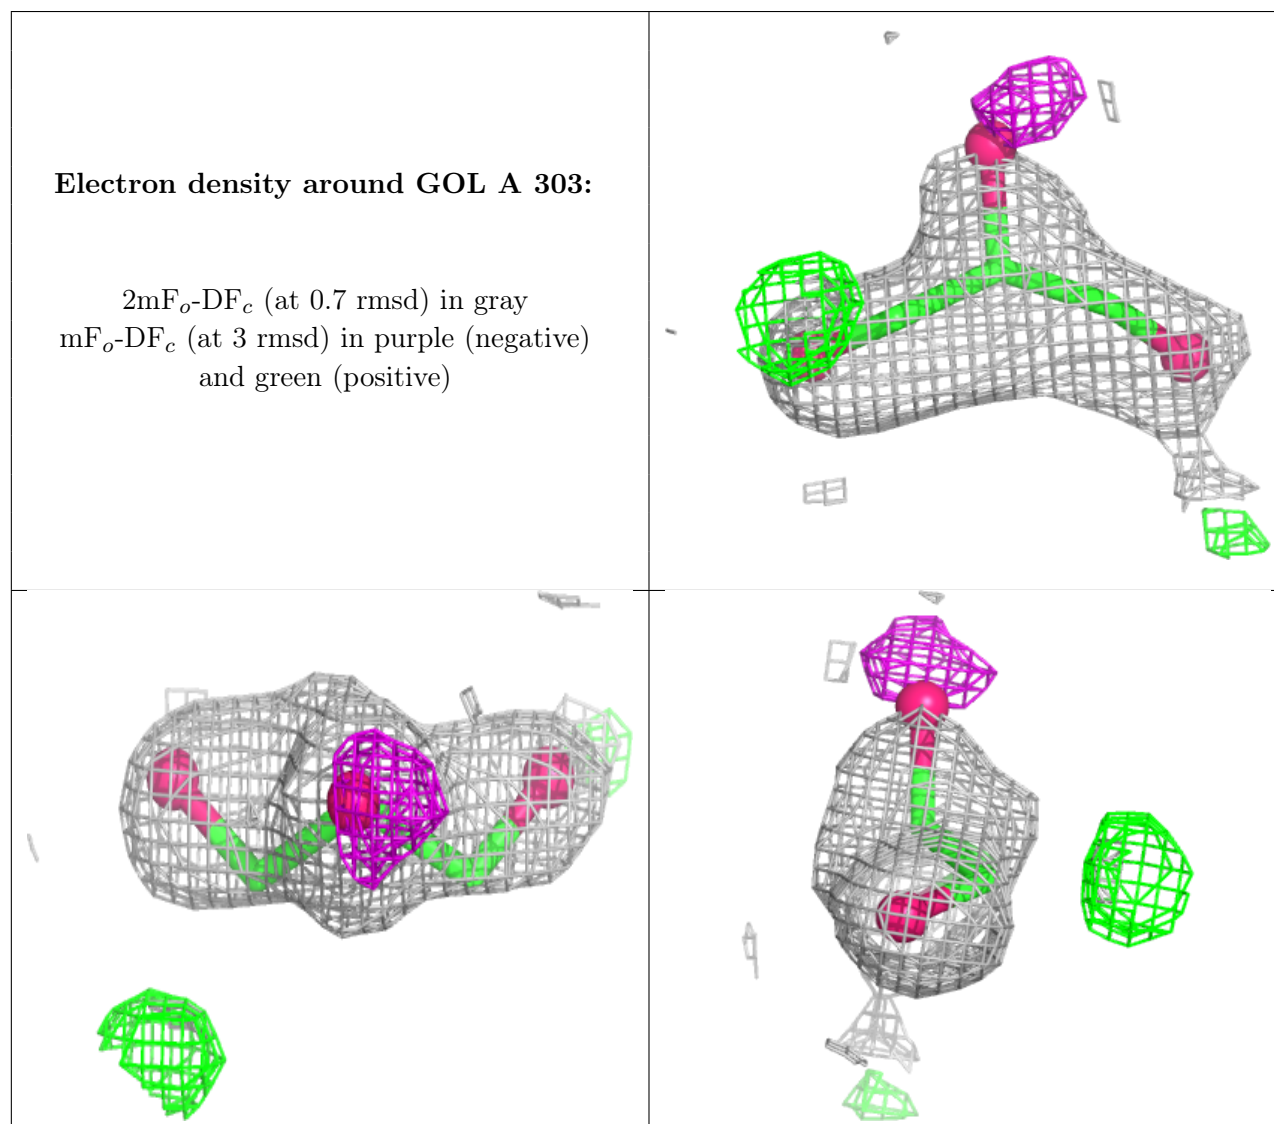 Electron density around GOL A 303:
2mFo-DFc (at 0.7 rmsd) in gray
mFo-DFc (at 3 rmsd) in purple (negative)
and green (positive)